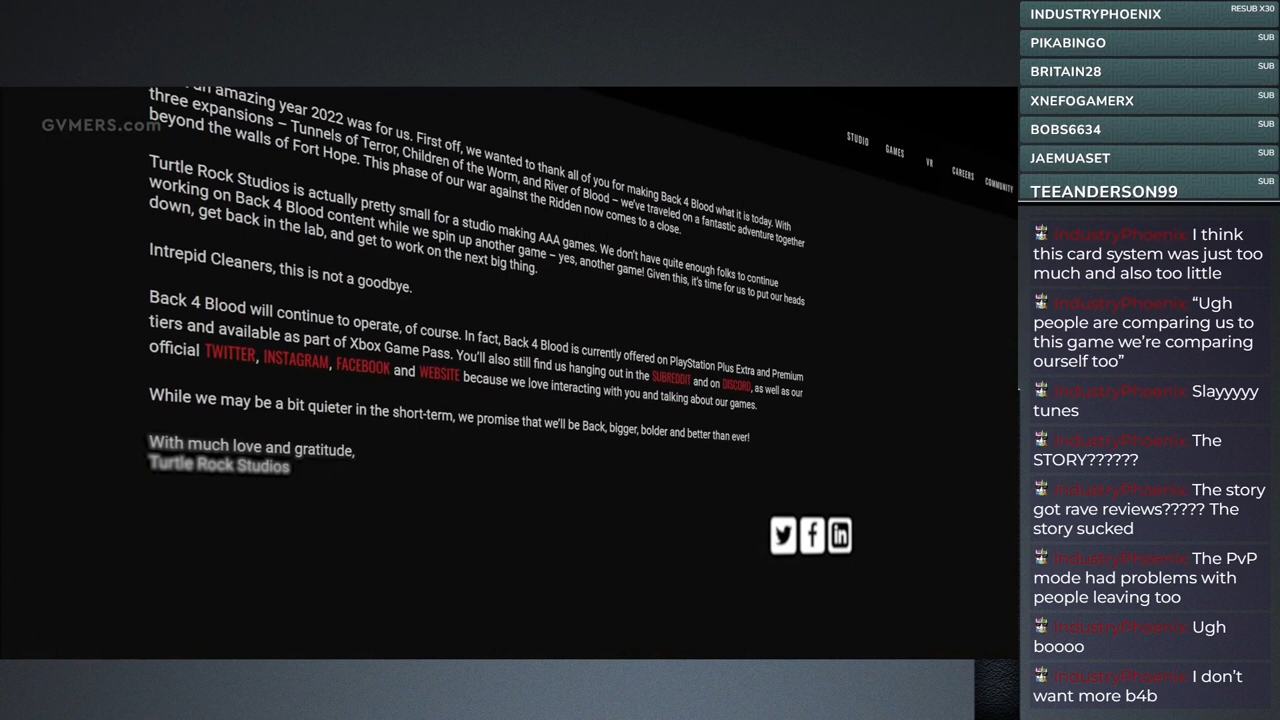 GVMERS.com
STUDIO GAMES VR CAREERS COMMUNITY
an amazing year 2022 was for us. First off, we wanted to thank all of you for making Back 4 Blood what it is today. With
three expansions – Tunnels of Terror, Children of the Worm, and River of Blood – we've traveled on a fantastic adventure together
beyond the walls of Fort Hope. This phase of our war against the Ridden now comes to a close.
Turtle Rock Studios is actually pretty small for a studio making AAA games. We don't have quite enough folks to continue
working on Back 4 Blood content while we spin up another game – yes, another game! Given this, it's time for us to put our heads
down, get back in the lab, and get to work on the next big thing.
Intrepid Cleaners, this is not a goodbye.
Back 4 Blood will continue to operate, of course. In fact, Back 4 Blood is currently offered on PlayStation Plus Extra and Premium
tiers and available as part of Xbox Game Pass. You'll also still find us hanging out in the SUBREDDIT and on DISCORD, as well as our
official TWITTER, INSTAGRAM, FACEBOOK and WEBSITE because we love interacting with you and talking about our games.
While we may be a bit quieter in the short-term, we promise that we'll be Back, bigger, bolder and better than ever!
With much love and gratitude,
Turtle Rock Studios
INDUSTRYPHOENIX RESUB X30
PIKABINGO SUB
BRITAIN28 SUB
XNEFOGAMERX SUB
BOBS6634 SUB
JAEMUASET SUB
TEEANDERSON99 SUB
IndustryPhoenix: I think
this card system was just too
much and also too little
IndustryPhoenix: “Ugh
people are comparing us to
this game we’re comparing
ourself too”
IndustryPhoenix: Slayyyyy
tunes
IndustryPhoenix: The
STORY??????
IndustryPhoenix: The story
got rave reviews????? The
story sucked
IndustryPhoenix: The PvP
mode had problems with
people leaving too
IndustryPhoenix: Ugh
boooo
IndustryPhoenix: I don’t
want more b4b